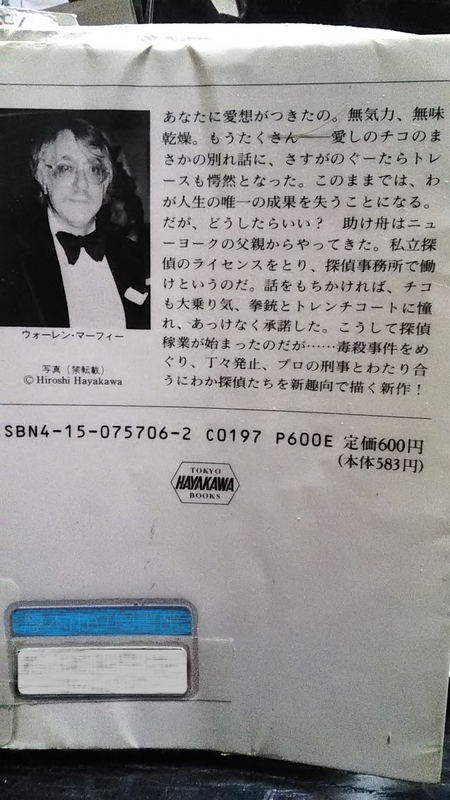 あなたに愛想がつきたの。無気力、無味
乾燥。もうたくさん――愛しのチコのま
さかの別れ話に、さすがのぐーたらトレ
ースも愕然となった。このままでは、わ
が人生の唯一の成果を失うことになる。
だが、どうしたらいい？　助け舟はニュ
ーヨークの父親からやってきた。私立探
偵のライセンスをとり、探偵事務所で働
けというのだ。話をもちかければ、チコ
も大乗り気、拳銃とトレンチコートに憧
れ、あっけなく承諾した。こうして探偵
稼業が始まったのだが……毒殺事件をめ
ぐり、丁々発止、プロの刑事とわたり合
うにわか探偵たちを新趣向で描く新作！
ウォーレン・マーフィー
写真（禁転載）
© Hiroshi Hayakawa
SBN4-15-075706-2 C0197 P600E 定価600円
(本体583円)
TOKYO
HAYAKAWA
BOOKS